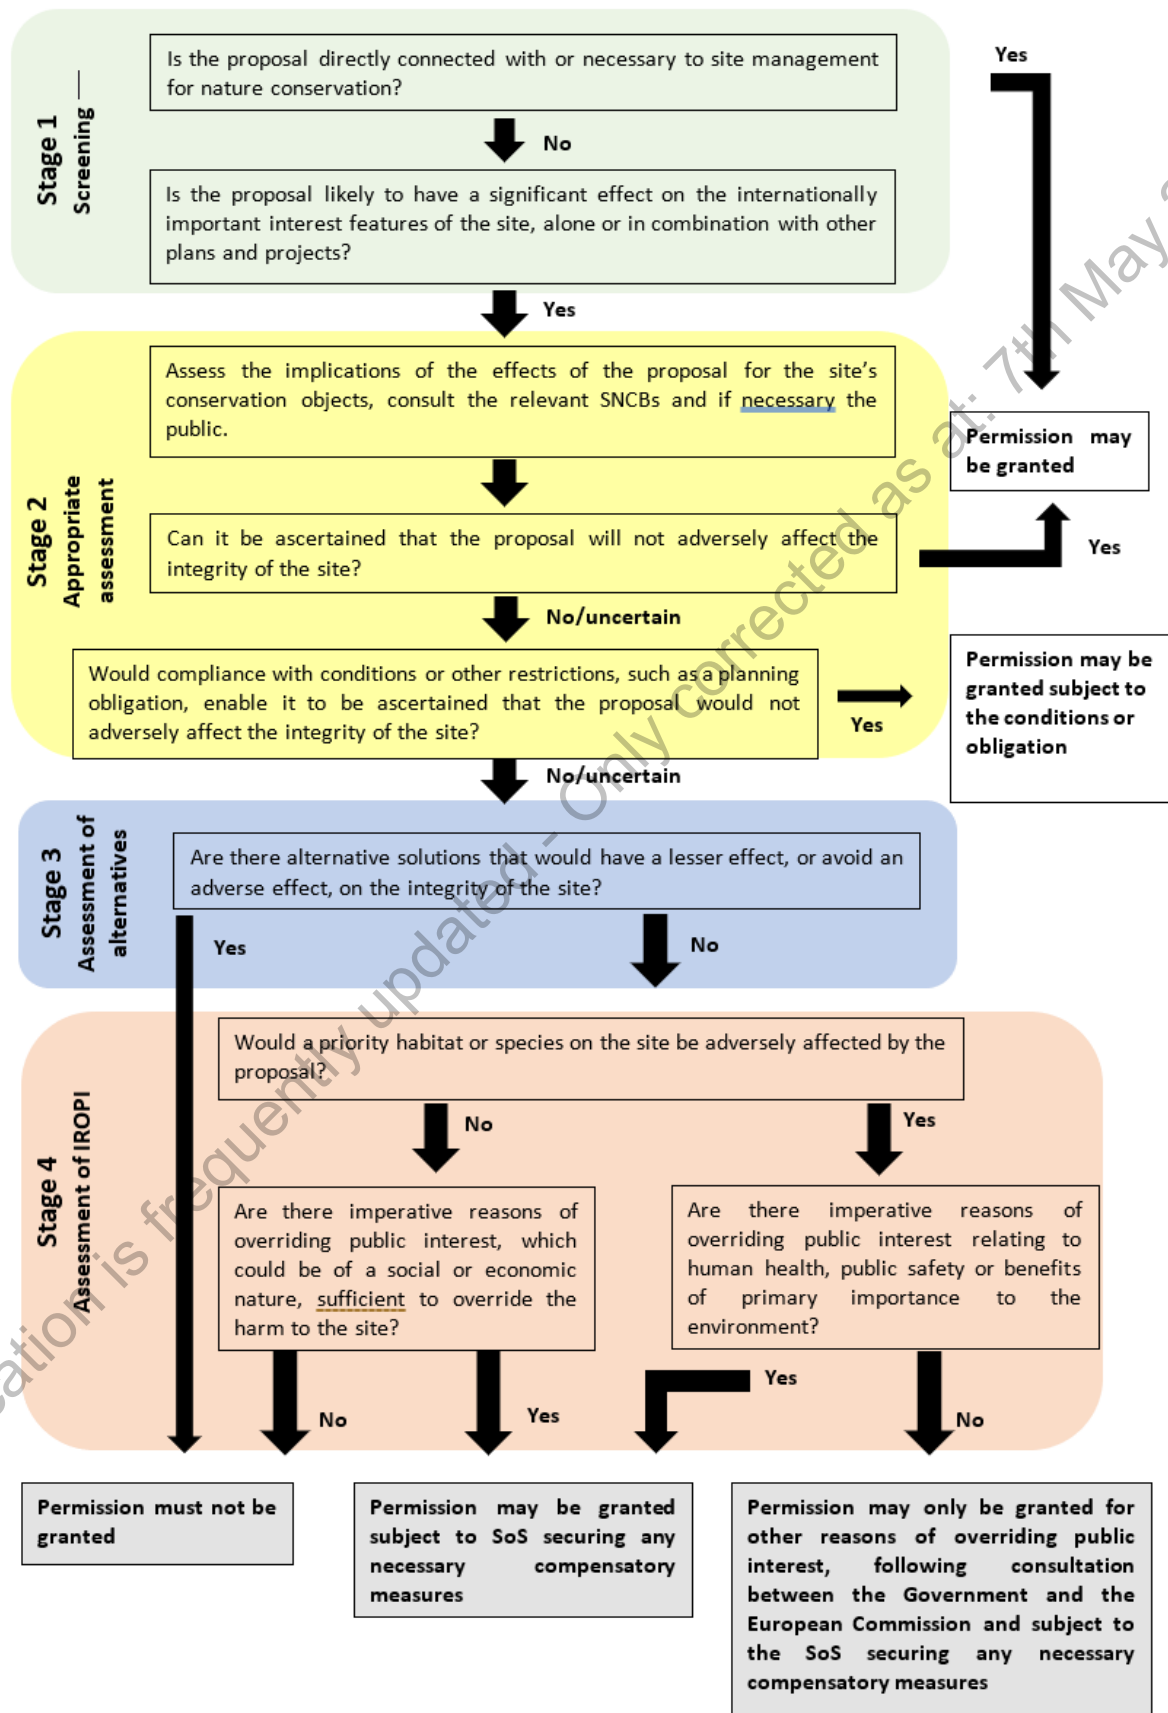 Stage 1
Screening —
Is the proposal directly connected with or necessary to site management
for nature conservation?
Yes
No
Is the proposal likely to have a significant effect on the internationally
important interest features of the site, alone or in combination with other
plans and projects?
Yes
Stage 2
Appropriate
assessment
Assess the implications of the effects of the proposal for the site's
conservation objects, consult the relevant SNCBs and if necessary the
public.
Permission may
be granted
Can it be ascertained that the proposal will not adversely affect the
integrity of the site?
Yes
No/uncertain
Would compliance with conditions or other restrictions, such as a planning
obligation, enable it to be ascertained that the proposal would not
adversely affect the integrity of the site?
Yes
Permission may be
granted subject to
the conditions or
obligation
No/uncertain
Stage 3
Assessment of
alternatives
Are there alternative solutions that would have a lesser effect, or avoid an
adverse effect, on the integrity of the site?
Yes
No
Stage 4
Assessment of IROPI
Would a priority habitat or species on the site be adversely affected by the
proposal?
No
Yes
Are there imperative reasons of
overriding public interest, which
could be of a social or economic
nature, sufficient to override the
harm to the site?
Are there imperative reasons of
overriding public interest relating to
human health, public safety or benefits
of primary importance to the
environment?
No
Yes
Yes
No
Permission must not be
granted
Permission may be granted
subject to SoS securing any
necessary compensatory
measures
Permission may only be granted for
other reasons of overriding public
interest, following consultation
between the Government and the
European Commission and subject to
the SoS securing any necessary
compensatory measures
is frequently updated - Only corrected as at: 7th May